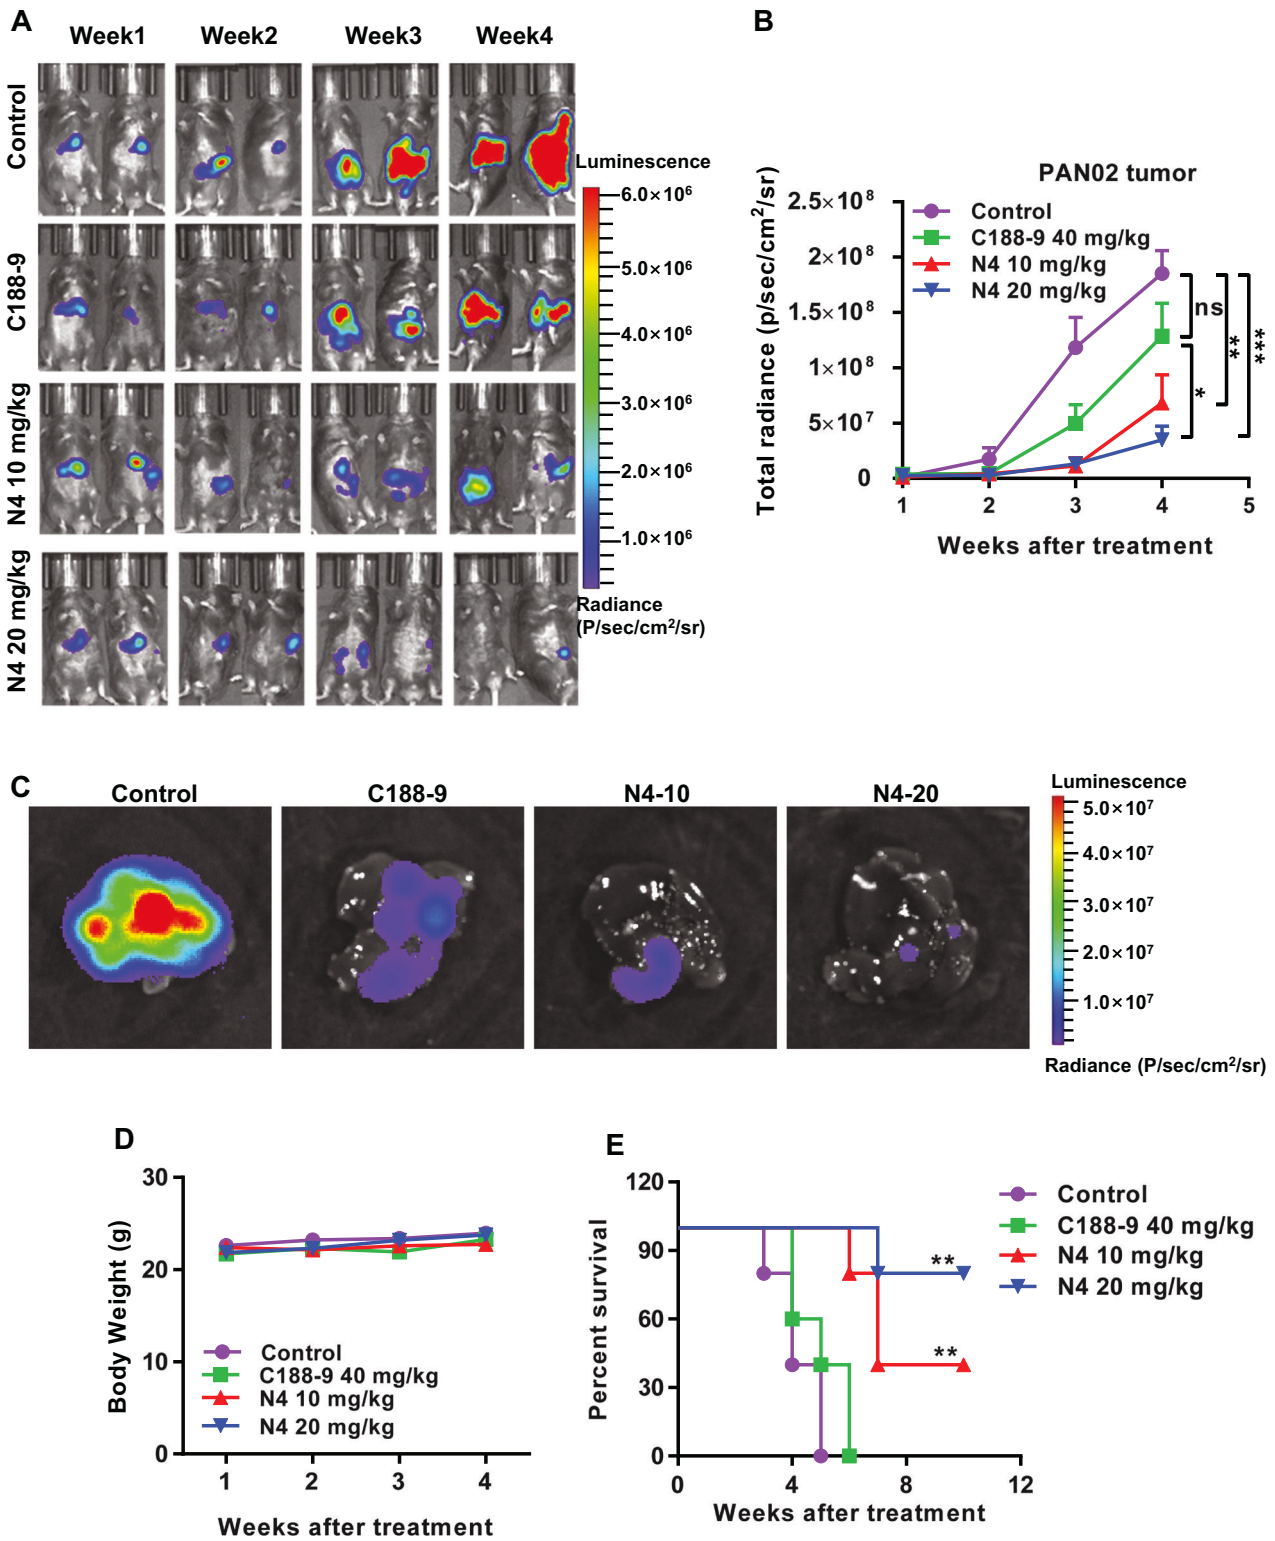 A
Week1 Week2 Week3 Week4
Control
C188-9
N4 10 mg/kg
N4 20 mg/kg
Luminescence
6.0×10⁶
5.0×10⁶
4.0×10⁶
3.0×10⁶
2.0×10⁶
1.0×10⁶
Radiance
(P/sec/cm²/sr)
B
PAN02 tumor
Total radiance (p/sec/cm²/sr)
2.5×10⁸
2×10⁸
1.5×10⁸
1×10⁸
5×10⁷
0
Control
C188-9 40 mg/kg
N4 10 mg/kg
N4 20 mg/kg
ns
*
**
***
1 2 3 4 5
Weeks after treatment
C
Control C188-9 N4-10 N4-20
Luminescence
5.0×10⁷
4.0×10⁷
3.0×10⁷
2.0×10⁷
1.0×10⁷
Radiance (P/sec/cm²/sr)
D
Body Weight (g)
30
20
10
0
Control
C188-9 40 mg/kg
N4 10 mg/kg
N4 20 mg/kg
1 2 3 4
Weeks after treatment
E
Percent survival
120
90
60
30
0
**
**
0 4 8 12
Weeks after treatment
Control
C188-9 40 mg/kg
N4 10 mg/kg
N4 20 mg/kg